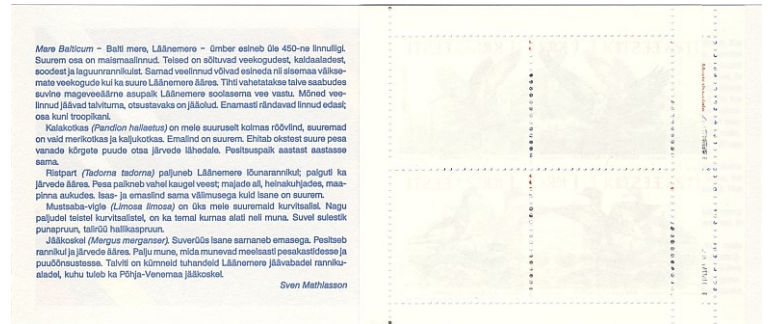 Mare Balticum – Balti mere, Läänemere – ümber esineb üle 450-ne linnuliigi.
Suurem osa on maismaalinnud. Teised on sõltuvad veekogudest, kaldaaladest,
soodest ja laguunrannikuist. Samad veelinnud võivad esineda nii sisemaa väikse-
mate veekogude kui ka suure Läänemere ääres. Tihti vahetatakse talve saabudes
suvine mageveeäärne asupaik Läänemere soolasema vee vastu. Mõned vee-
linnud jäävad talvituma, otsustavaks on jääolud. Enamasti rändavad linnud edasi;
osa kuni troopikani.
Kalakotkas (Pandion haliaetus) on meie suuruselt kolmas röövlind, suuremad
on vaid merikotkas ja kaljukotkas. Emalind on suurem. Ehitab okstest suure pesa
vanade kõrgete puude otsa järvede lähedale. Pesitsuspaik aastast aastasse
sama.
Ristpart (Tadorna tadorna) paljuneb Läänemere lõunarannikul; paiguti ka
järvede ääres. Pesa paikneb vahel kaugel veest; majade all, heinakuhjades, maa-
pinna aukudes. Isas- ja emaslind sama välimusega kuid isane on suurem.
Mustsaba-vigle (Limosa limosa) on üks meie suuremaid kurvitsalisi. Nagu
paljudel teistel kurvitsalistel, on ka temal kurnas alati neli muna. Suvel sulestik
punapruun, talirüü hallikaspruun.
Jääkoskel (Mergus merganser). Suverüüs isane sarnaneb emasega. Pesitseb
rannikul ja järvede ääres. Palju mune, mida munevad meelsasti pesakastidesse ja
puuõõnsustesse. Talviti on kümneid tuhandeid Läänemere jäävabadel ranniku-
aladel, kuhu tuleb ka Põhja-Venemaa jääkoskel.
Sven Mathiasson